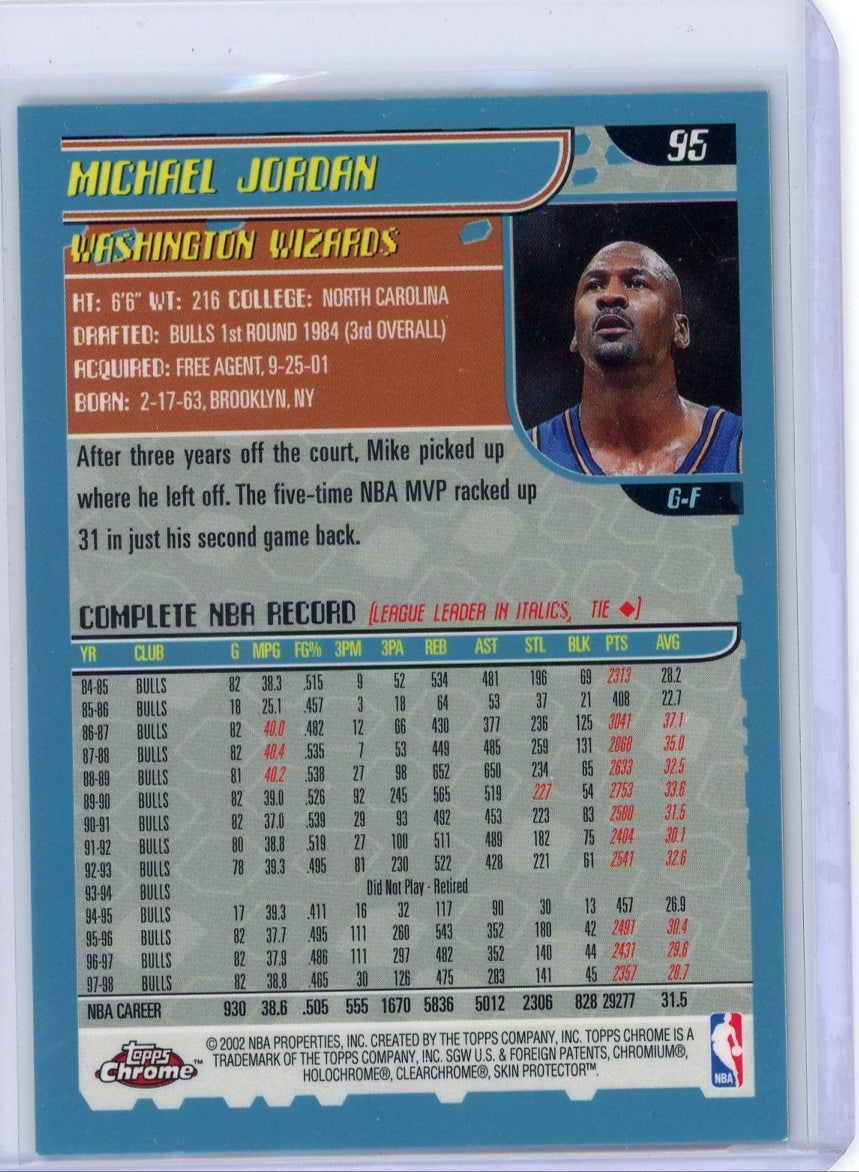 95
MICHAEL JORDAN
WASHINGTON WIZARDS
HT: 6'6" WT: 216 COLLEGE: NORTH CAROLINA
DRAFTED: BULLS 1st ROUND 1984 (3rd OVERALL)
ACQUIRED: FREE AGENT, 9-25-01
BORN: 2-17-63, BROOKLYN, NY
G-F
After three years off the court, Mike picked up
where he left off. The five-time NBA MVP racked up
31 in just his second game back.
COMPLETE NBA RECORD (LEAGUE LEADER IN ITALICS, TIE ♦)
YR CLUB G MPG FG% 3PM 3PA REB AST STL BLK PTS AVG
84-85 BULLS 82 38.3 .515 9 52 534 481 196 69 2313 28.2
85-86 BULLS 18 25.1 .457 3 18 64 53 37 21 408 22.7
86-87 BULLS 82 40.0 .482 12 66 430 377 236 125 3041 37.1
87-88 BULLS 82 40.4 .535 7 53 449 485 259 131 2868 35.0
88-89 BULLS 81 40.2 .538 27 98 652 650 234 65 2633 32.5
89-90 BULLS 82 39.0 .526 92 245 565 519 227 54 2753 33.6
90-91 BULLS 82 37.0 .539 29 93 492 453 223 83 2580 31.5
91-92 BULLS 80 38.8 .519 27 100 511 489 182 75 2404 30.1
92-93 BULLS 78 39.3 .495 81 230 522 428 221 61 2541 32.6
93-94 BULLS Did Not Play - Retired
94-95 BULLS 17 39.3 .411 16 32 117 90 30 13 457 26.9
95-96 BULLS 82 37.7 .495 111 260 543 352 180 42 2491 30.4
96-97 BULLS 82 37.9 .486 111 297 482 352 140 44 2431 29.6
97-98 BULLS 82 38.8 .465 30 126 475 283 141 45 2357 28.7
NBA CAREER 930 38.6 .505 555 1670 5836 5012 2306 828 29277 31.5
Topps Chrome™
© 2002 NBA PROPERTIES, INC. CREATED BY THE TOPPS COMPANY, INC. TOPPS CHROME IS A
TRADEMARK OF THE TOPPS COMPANY, INC. SGW U.S. & FOREIGN PATENTS, CHROMIUM®,
HOLOCHROME®, CLEARCHROME®, SKIN PROTECTOR™.
NBA